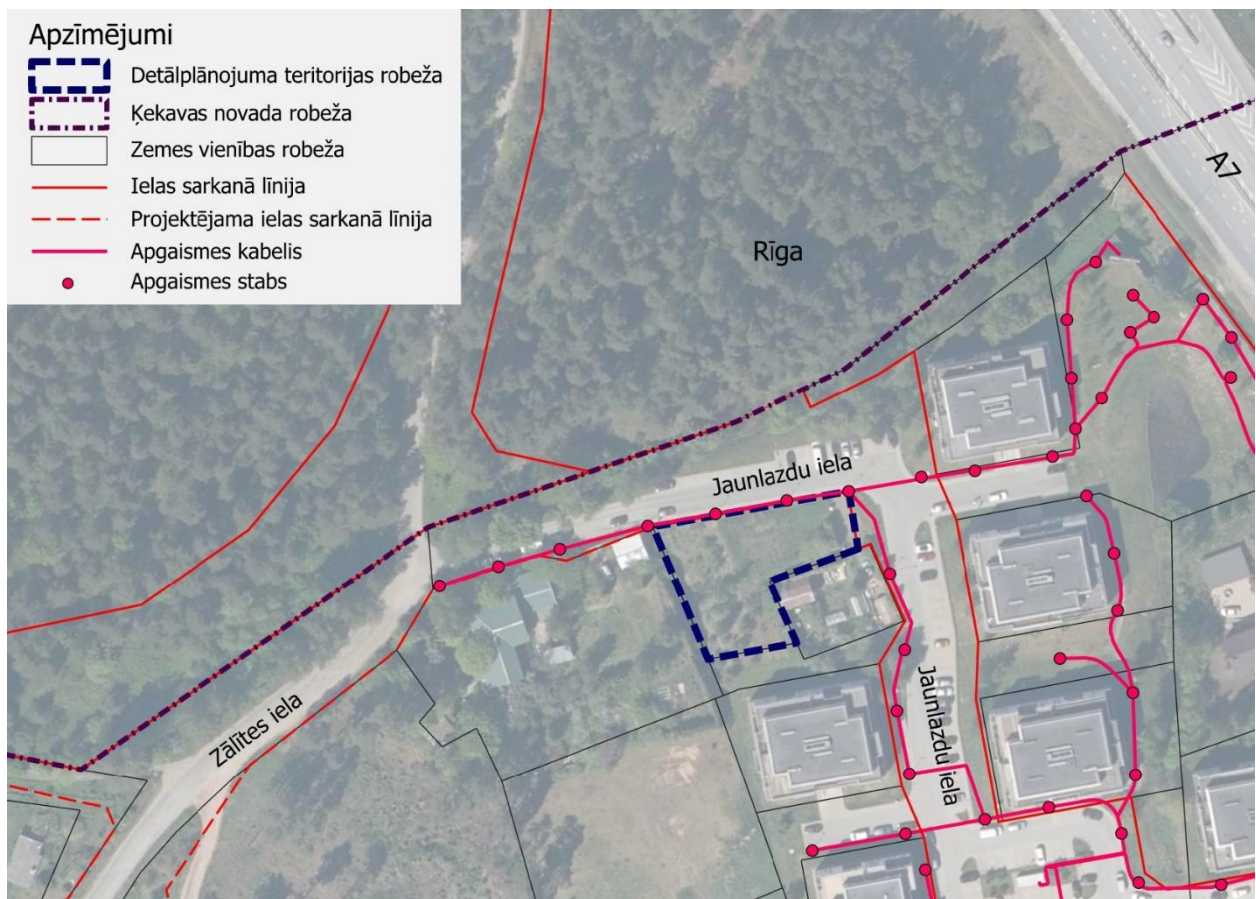 Apzīmējumi
Detālplānojuma teritorijas robeža
Ķekavas novada robeža
Zemes vienības robeža
Ielas sarkanā līnija
Projektējama ielas sarkanā līnija
Apgaismes kabelis
Apgaismes stabs
A7
Rīga
Jaunlazdu iela
Zālītes iela
Jaunlazdu iela